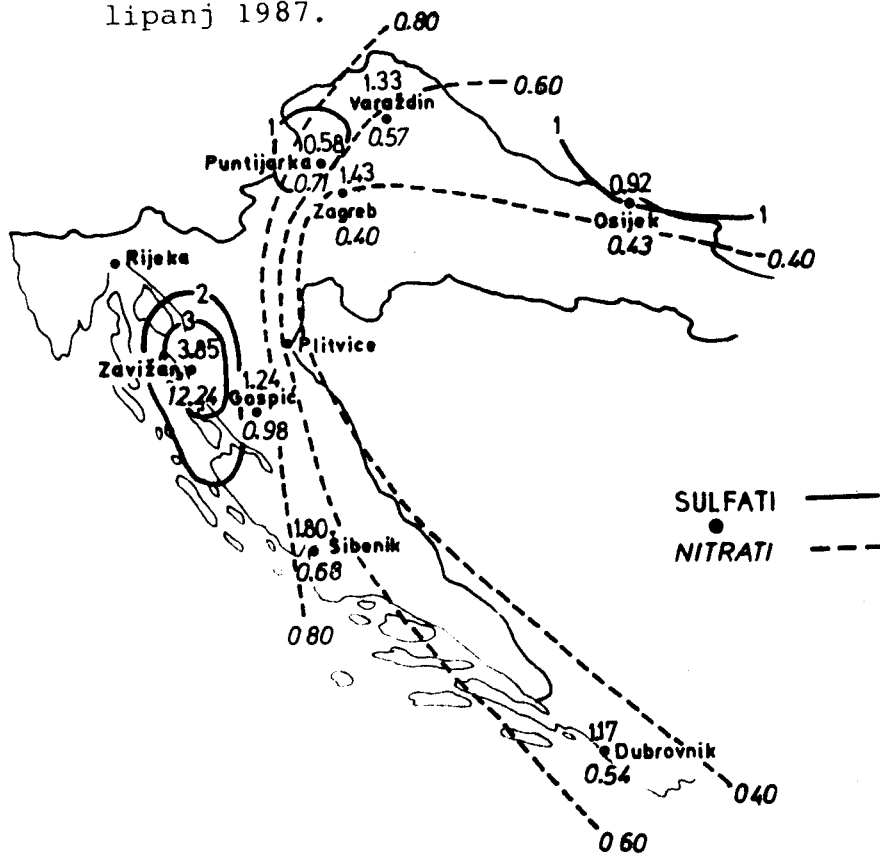 lipanj 1987.
0.80
1.33
Varaždin
0.57
0.60
1
0.58
Puntijarka
0.71
1.43
Zagreb
0.40
1
0.92
Osijek
0.43
1
0.40
Rijeka
2
3
3.85
Zavižan
12.24
1.24
Gospić
0.98
Plitvice
SULFATI
NITRATI
1.80
Šibenik
0.68
0 80
1.17
Dubrovnik
0.54
0 40
0 60